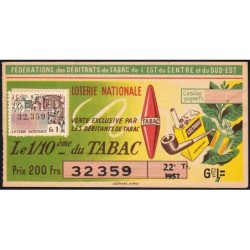 FÉDÉRATIONS des DÉBITANTS de TABAC de l'EST du CENTRE et du SUD-EST
LOTERIE NATIONALE
TABAC
VENTE EXCLUSIVE PAR
LES DÉBITANTS DE TABAC
32,359
LOTERIE NATIONALE
Le 1/10ème du TABAC
Prix 200 Frs
32359
22e Tr.
1957